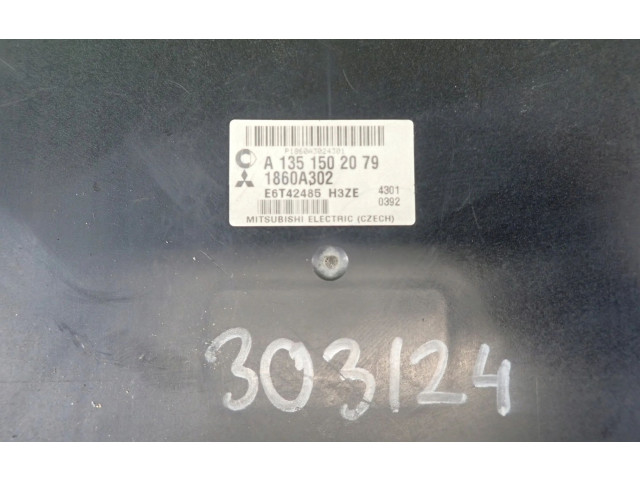 A 135 150 20 79
1860A302
E6T42485 H3ZE 4301
0392
MITSUBISHI ELECTRIC (CZECH)
303124